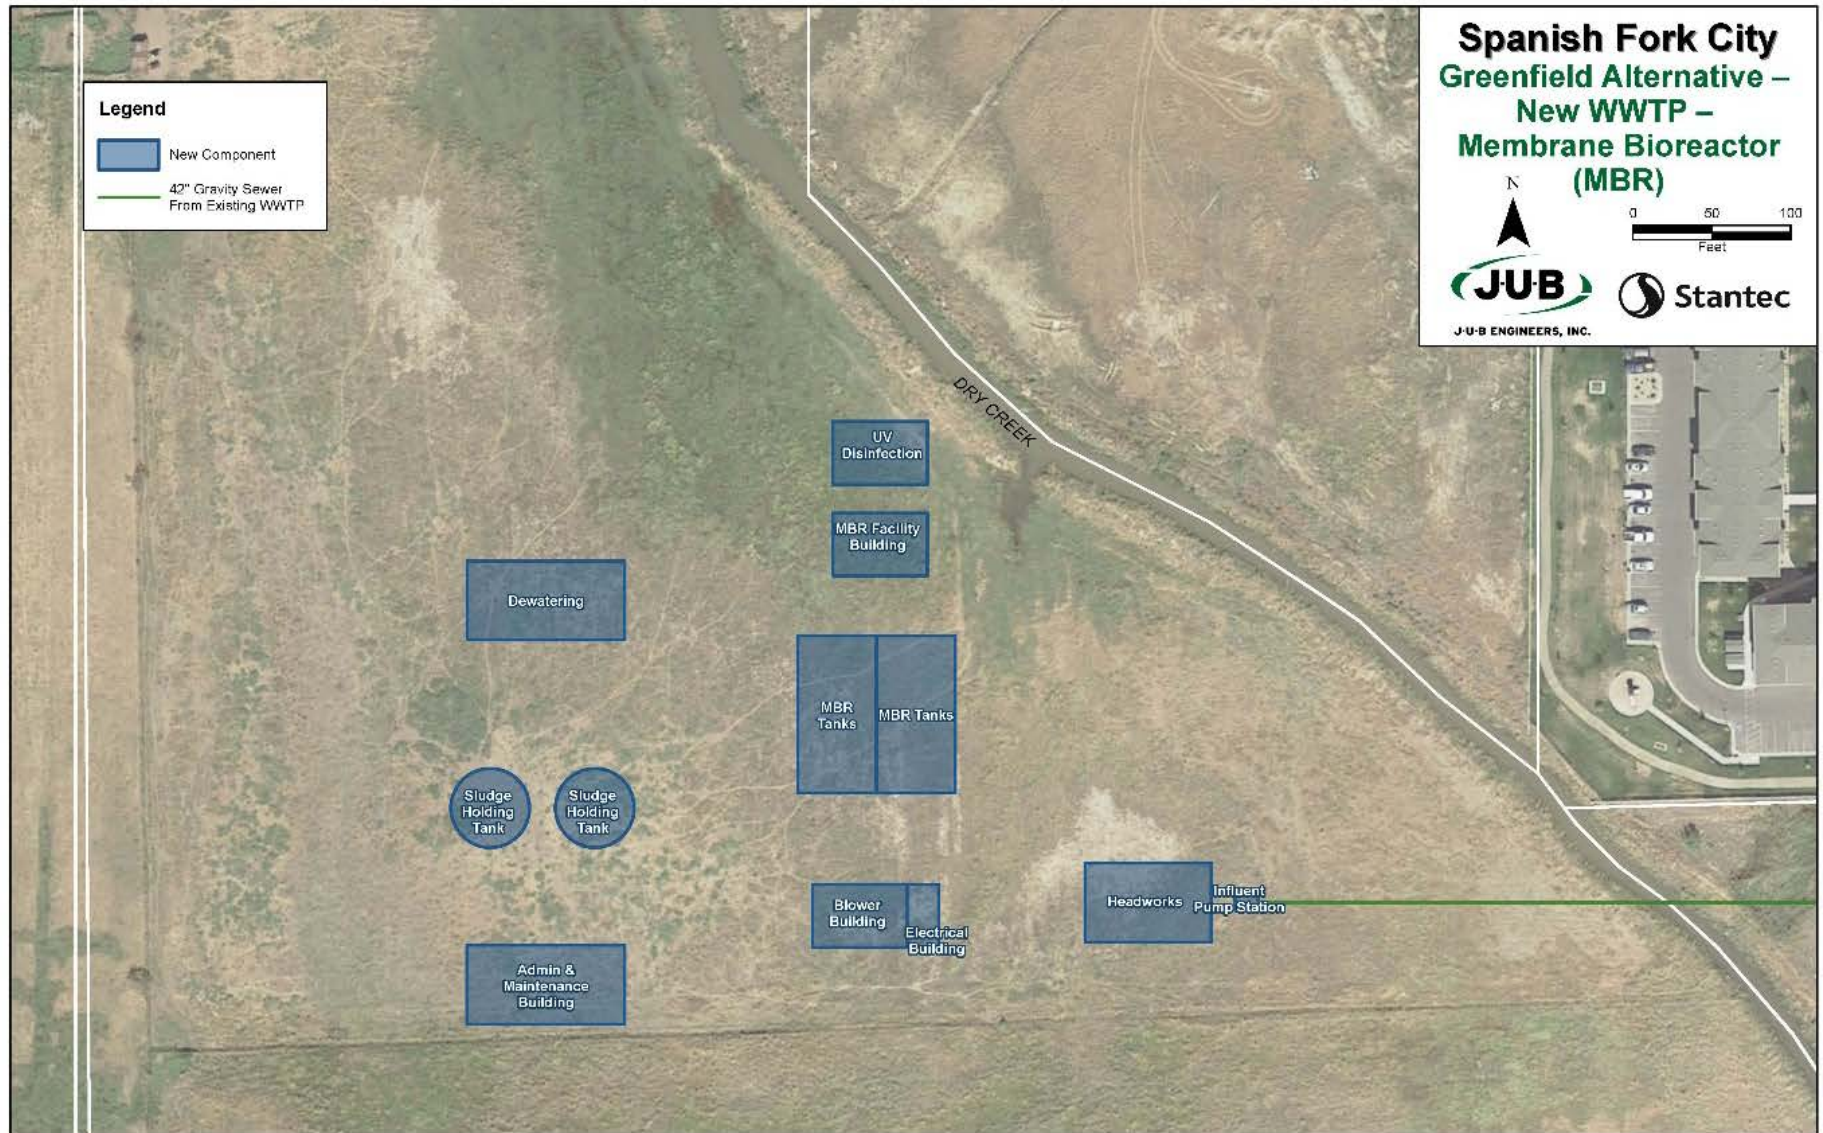 Spanish Fork City
Greenfield Alternative –
New WWTP –
Membrane Bioreactor
(MBR)
N
0 50 100
Feet
J-U-B
J-U-B ENGINEERS, INC.
Stantec
Legend
New Component
42" Gravity Sewer
From Existing WWTP
DRY CREEK
UV
Disinfection
MBR Facility
Building
Dewatering
MBR
Tanks
MBR Tanks
Sludge
Holding
Tank
Sludge
Holding
Tank
Blower
Building
Electrical
Building
Headworks
Influent
Pump Station
Admin &
Maintenance
Building